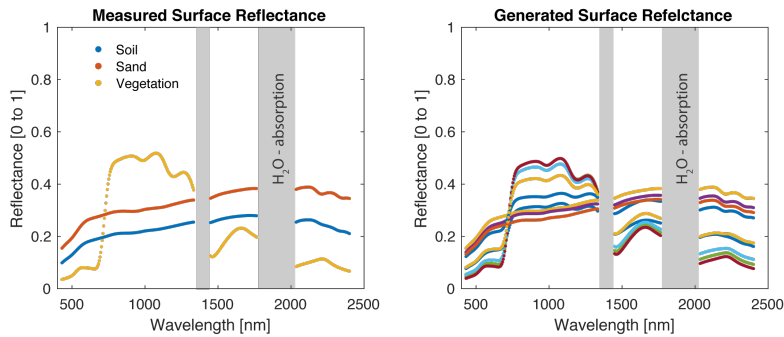 Measured Surface Reflectance
1
0.8
0.6
0.4
0.2
0
Reflectance [0 to 1]
Soil
Sand
Vegetation
H2O - absorption
500
1000
1500
2000
2500
Wavelength [nm]
Generated Surface Refelctance
1
0.8
0.6
0.4
0.2
0
Reflectance [0 to 1]
H2O - absorption
500
1000
1500
2000
2500
Wavelength [nm]